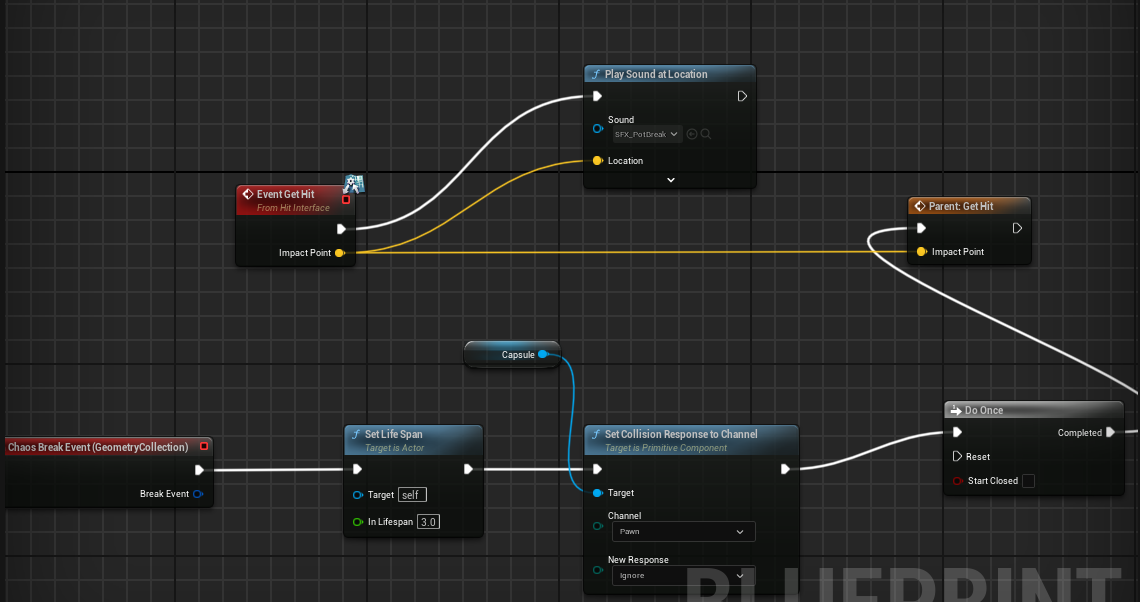 Play Sound at Location
Sound
SFX_PotBreak
Location
Event Get Hit
From Hit Interface
Impact Point
Parent: Get Hit
Impact Point
Capsule
Chaos Break Event (GeometryCollection)
Break Event
Set Life Span
Target is Actor
Target self
In Lifespan 3.0
Set Collision Response to Channel
Target is Primitive Component
Target
Channel
Pawn
New Response
Ignore
Do Once
Completed
Reset
Start Closed
BLUEPRINT